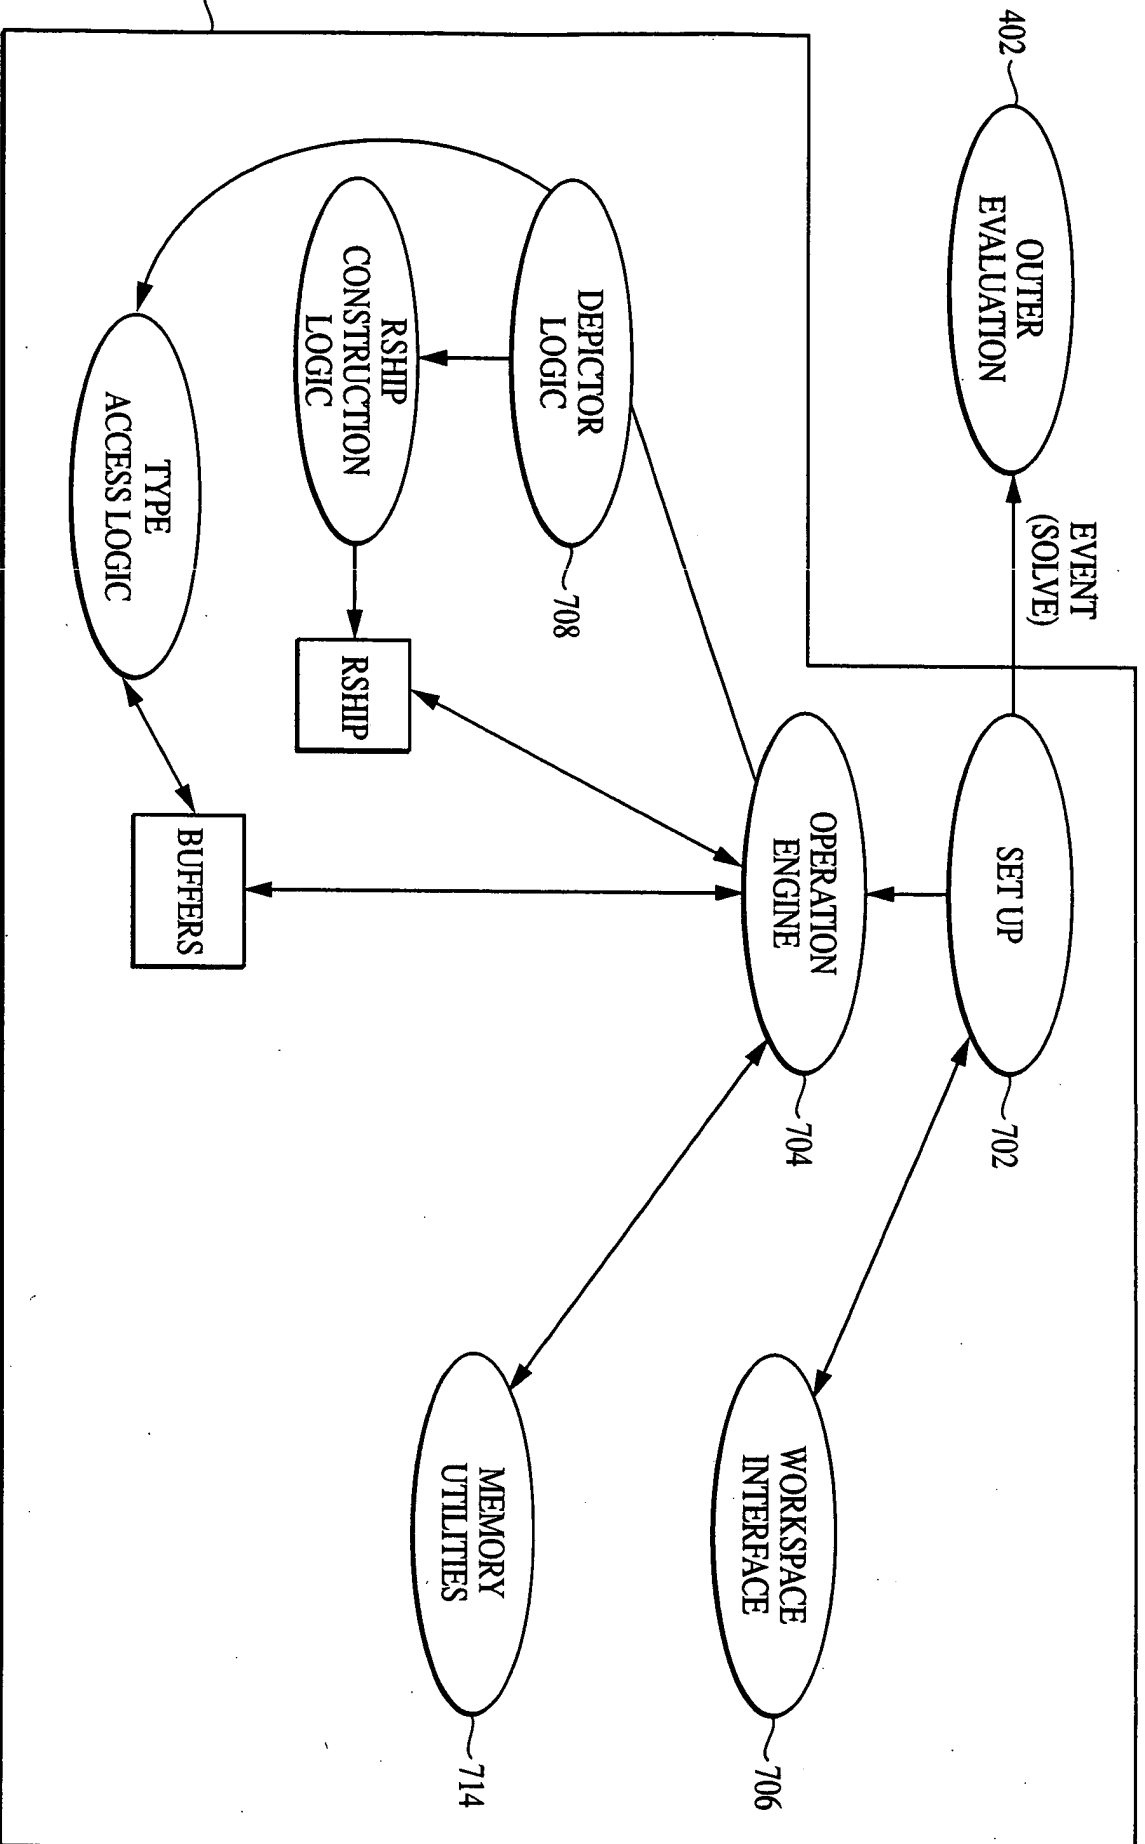 402
OUTER
EVALUATION
EVENT
(SOLVE)
SET UP
702
OPERATION
ENGINE
704
WORKSPACE
INTERFACE
706
DEPICTOR
LOGIC
708
RSHIP
CONSTRUCTION
LOGIC
RSHIP
MEMORY
UTILITIES
714
TYPE
ACCESS LOGIC
BUFFERS